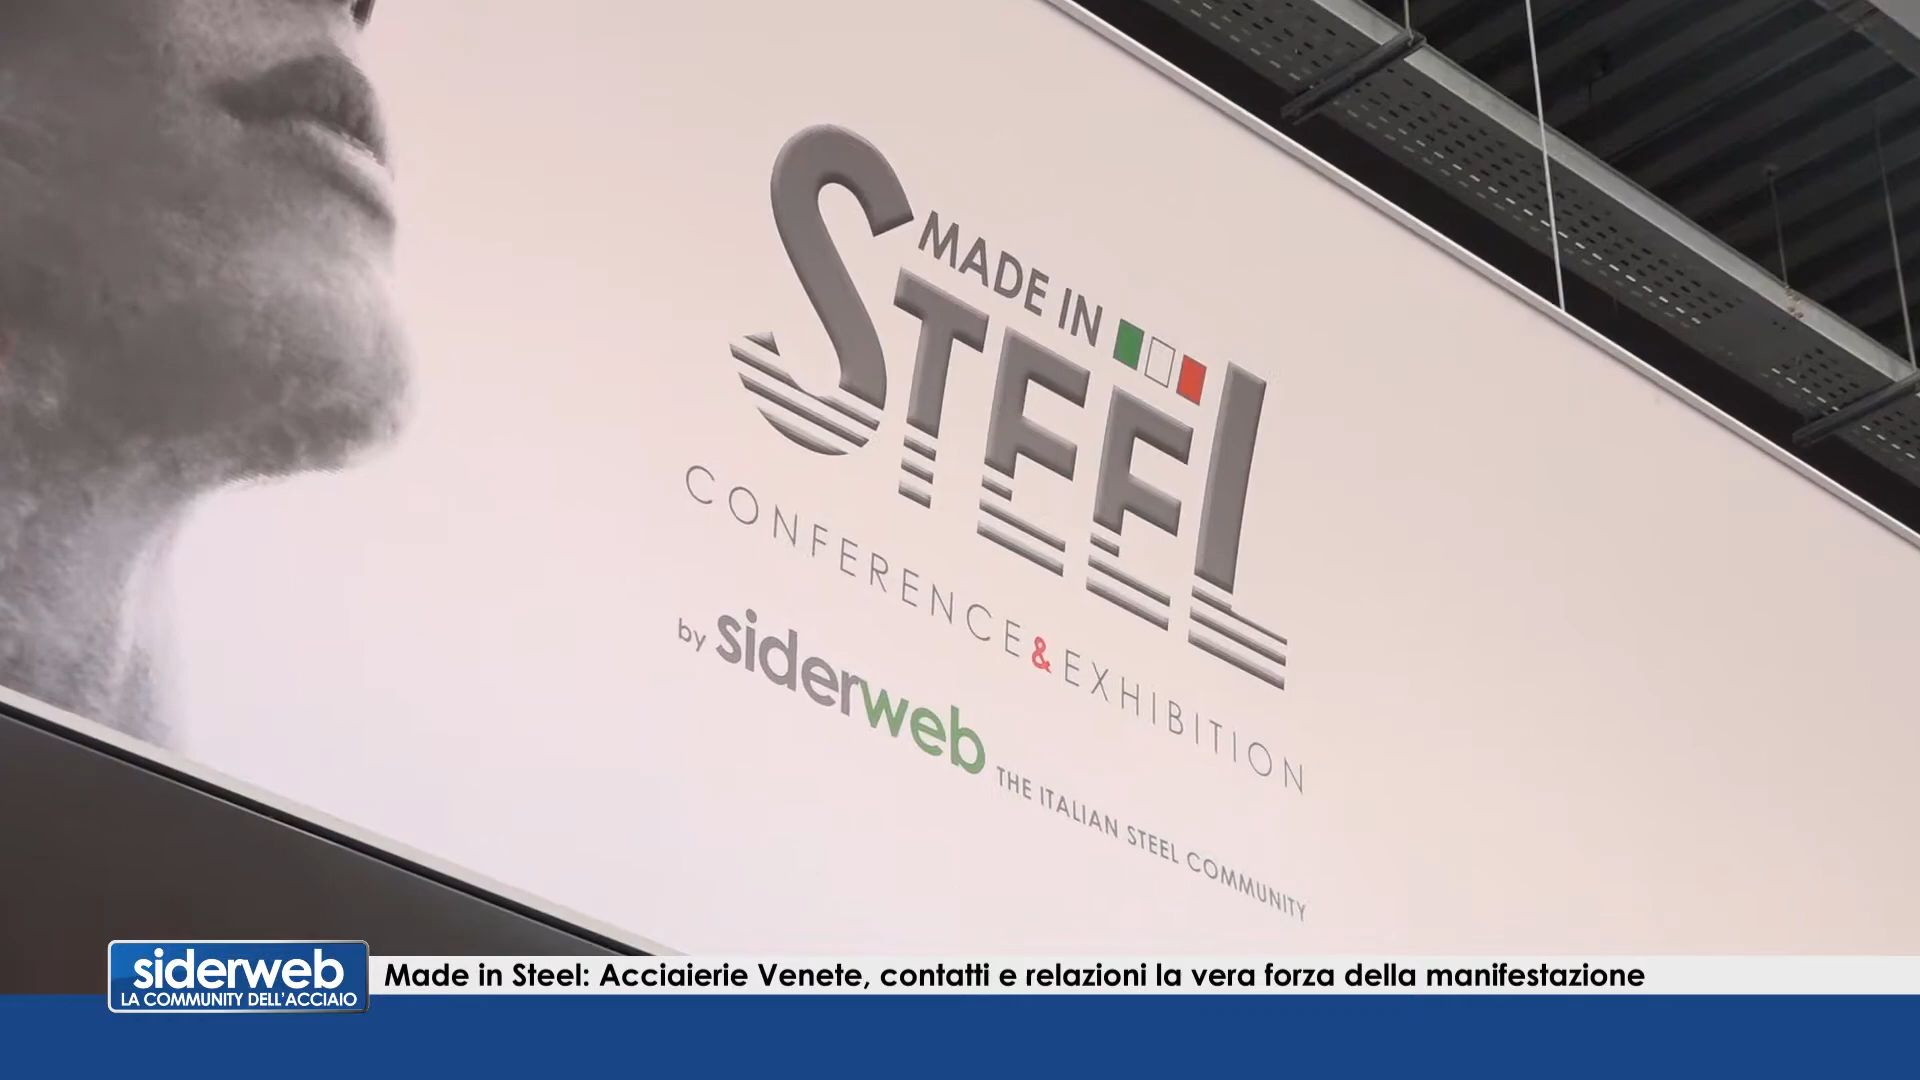 MADE IN
STEEL
CONFERENCE & EXHIBITION
by siderweb THE ITALIAN STEEL COMMUNITY
siderweb
LA COMMUNITY DELL'ACCIAIO
Made in Steel: Acciaierie Venete, contatti e relazioni la vera forza della manifestazione